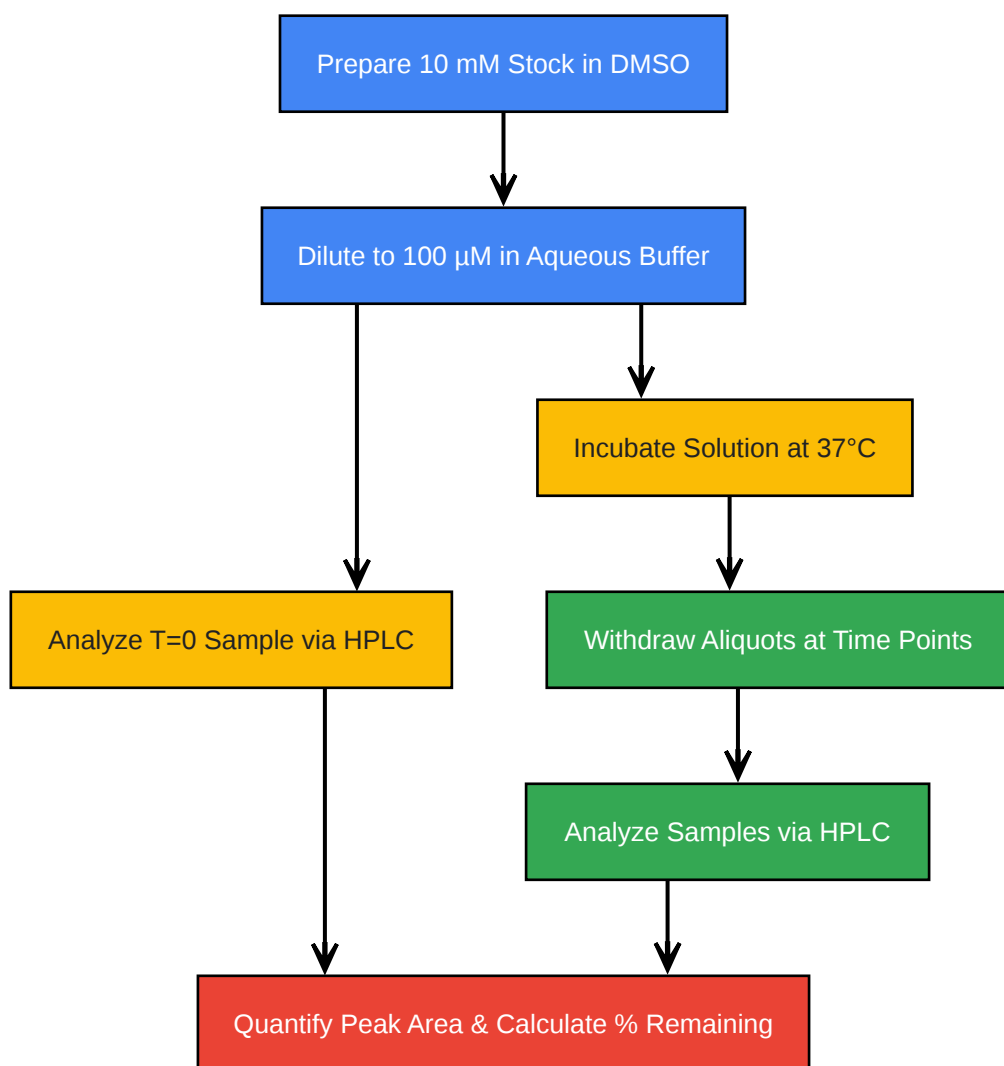 Prepare 10 mM Stock in DMSO
Dilute to 100 µM in Aqueous Buffer
Incubate Solution at 37°C
Analyze T=0 Sample via HPLC
Withdraw Aliquots at Time Points
Analyze Samples via HPLC
Quantify Peak Area & Calculate % Remaining